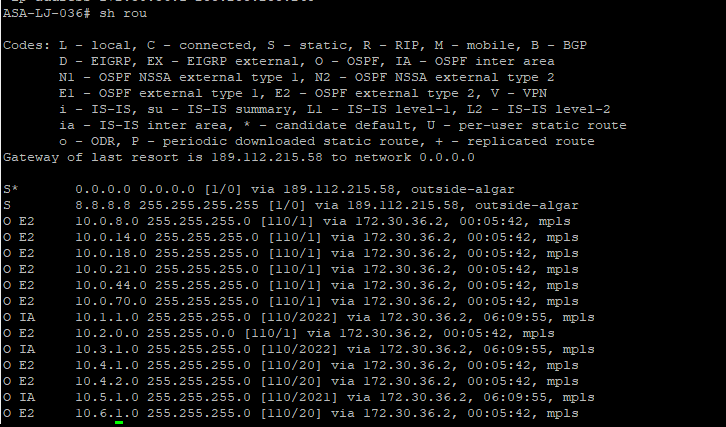 ASA-LJ-036# sh rou
Codes: L - local, C - connected, S - static, R - RIP, M - mobile, B - BGP
D - EIGRP, EX - EIGRP external, O - OSPF, IA - OSPF inter area
N1 - OSPF NSSA external type 1, N2 - OSPF NSSA external type 2
E1 - OSPF external type 1, E2 - OSPF external type 2, V - VPN
i - IS-IS, su - IS-IS summary, L1 - IS-IS level-1, L2 - IS-IS level-2
ia - IS-IS inter area, * - candidate default, U - per-user static route
o - ODR, P - periodic downloaded static route, + - replicated route
Gateway of last resort is 189.112.215.58 to network 0.0.0.0
S* 0.0.0.0 0.0.0.0 [1/0] via 189.112.215.58, outside-algar
S 8.8.8.8 255.255.255.255 [1/0] via 189.112.215.58, outside-algar
O E2 10.0.8.0 255.255.255.0 [110/1] via 172.30.36.2, 00:05:42, mpls
O E2 10.0.14.0 255.255.255.0 [110/1] via 172.30.36.2, 00:05:42, mpls
O E2 10.0.18.0 255.255.255.0 [110/1] via 172.30.36.2, 00:05:42, mpls
O E2 10.0.21.0 255.255.255.0 [110/1] via 172.30.36.2, 00:05:42, mpls
O E2 10.0.44.0 255.255.255.0 [110/1] via 172.30.36.2, 00:05:42, mpls
O E2 10.0.70.0 255.255.255.0 [110/1] via 172.30.36.2, 00:05:42, mpls
O IA 10.1.1.0 255.255.255.0 [110/2022] via 172.30.36.2, 06:09:55, mpls
O E2 10.2.0.0 255.255.0.0 [110/1] via 172.30.36.2, 00:05:42, mpls
O IA 10.3.1.0 255.255.255.0 [110/2022] via 172.30.36.2, 06:09:55, mpls
O E2 10.4.1.0 255.255.255.0 [110/20] via 172.30.36.2, 00:05:42, mpls
O E2 10.4.2.0 255.255.255.0 [110/20] via 172.30.36.2, 00:05:42, mpls
O IA 10.5.1.0 255.255.255.0 [110/2021] via 172.30.36.2, 06:09:55, mpls
O E2 10.6.1.0 255.255.255.0 [110/20] via 172.30.36.2, 00:05:42, mpls